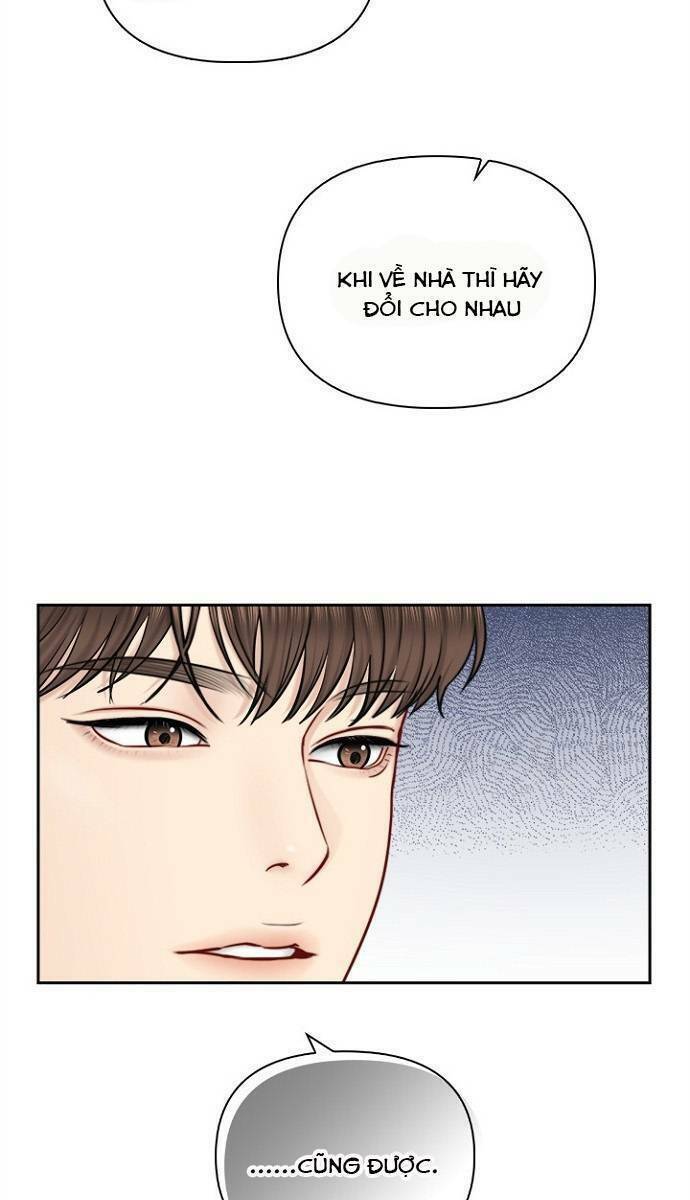 KHI VỀ NHÀ THÌ HÃY
ĐỔI CHO NHAU
......CŨNG ĐƯỢC.